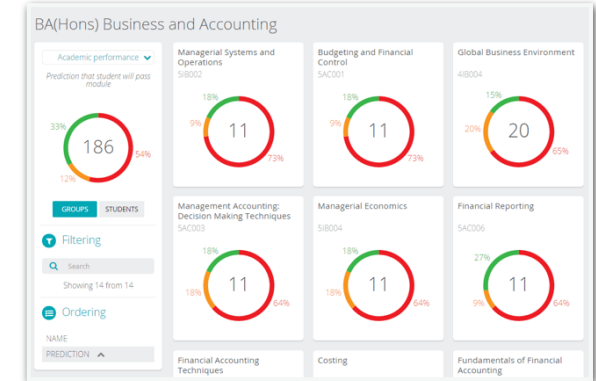 BA(Hons) Business and Accounting
Academic performance
Prediction that student will pass
module
33%
186
54%
12%
GROUPS STUDENTS
Filtering
Search
Showing 14 from 14
Ordering
NAME
PREDICTION
Managerial Systems and
Operations
5IB002
18%
9%
11
73%
Budgeting and Financial
Control
5AC001
18%
9%
11
73%
Global Business Environment
4IB004
15%
20%
20
65%
Management Accounting:
Decision Making Techniques
5AC003
18%
18%
11
64%
Managerial Economics
5IB004
18%
18%
11
64%
Financial Reporting
5AC006
27%
9%
11
64%
Financial Accounting
Techniques
Costing
Fundamentals of Financial
Accounting